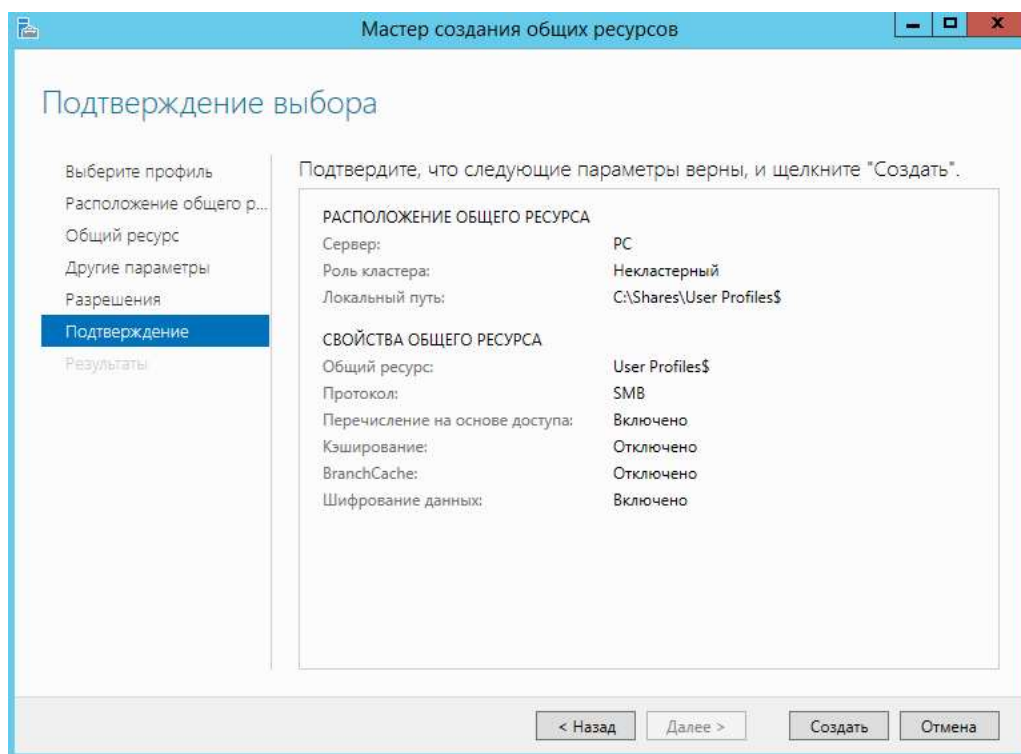 Мастер создания общих ресурсов
Подтверждение выбора
Выберите профиль
Расположение общего р...
Общий ресурс
Другие параметры
Разрешения
Подтверждение
Результаты
Подтвердите, что следующие параметры верны, и щелкните "Создать".
РАСПОЛОЖЕНИЕ ОБЩЕГО РЕСУРСА
Сервер: PC
Роль кластера: Некластерный
Локальный путь: C:\Shares\User Profiles$
СВОЙСТВА ОБЩЕГО РЕСУРСА
Общий ресурс: User Profiles$
Протокол: SMB
Перечисление на основе доступа: Включено
Кэширование: Отключено
BranchCache: Отключено
Шифрование данных: Включено
< Назад Далее > Создать Отмена